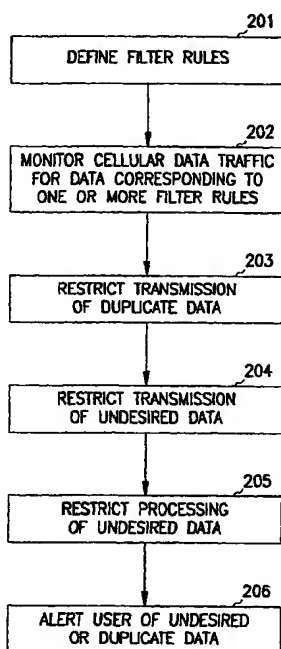 201
DEFINE FILTER RULES
202
MONITOR CELLULAR DATA TRAFFIC
FOR DATA CORRESPONDING TO
ONE OR MORE FILTER RULES
203
RESTRICT TRANSMISSION
OF DUPLICATE DATA
204
RESTRICT TRANSMISSION
OF UNDESIRED DATA
205
RESTRICT PROCESSING
OF UNDESIRED DATA
206
ALERT USER OF UNDESIRED
OR DUPLICATE DATA